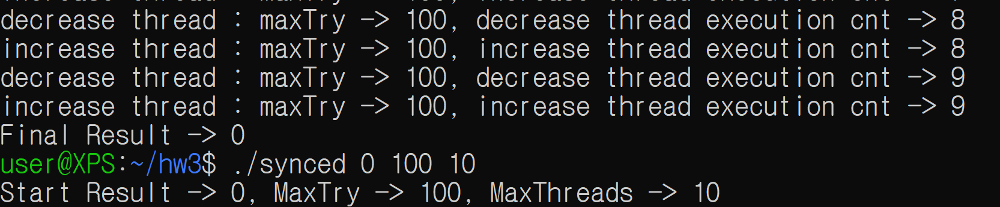 decrease thread : maxTry -> 100, decrease thread execution cnt -> 8
increase thread : maxTry -> 100, increase thread execution cnt -> 8
decrease thread : maxTry -> 100, decrease thread execution cnt -> 9
increase thread : maxTry -> 100, increase thread execution cnt -> 9
Final Result -> 0
user@XPS:~/hw3$ ./synced 0 100 10
Start Result -> 0, MaxTry -> 100, MaxThreads -> 10